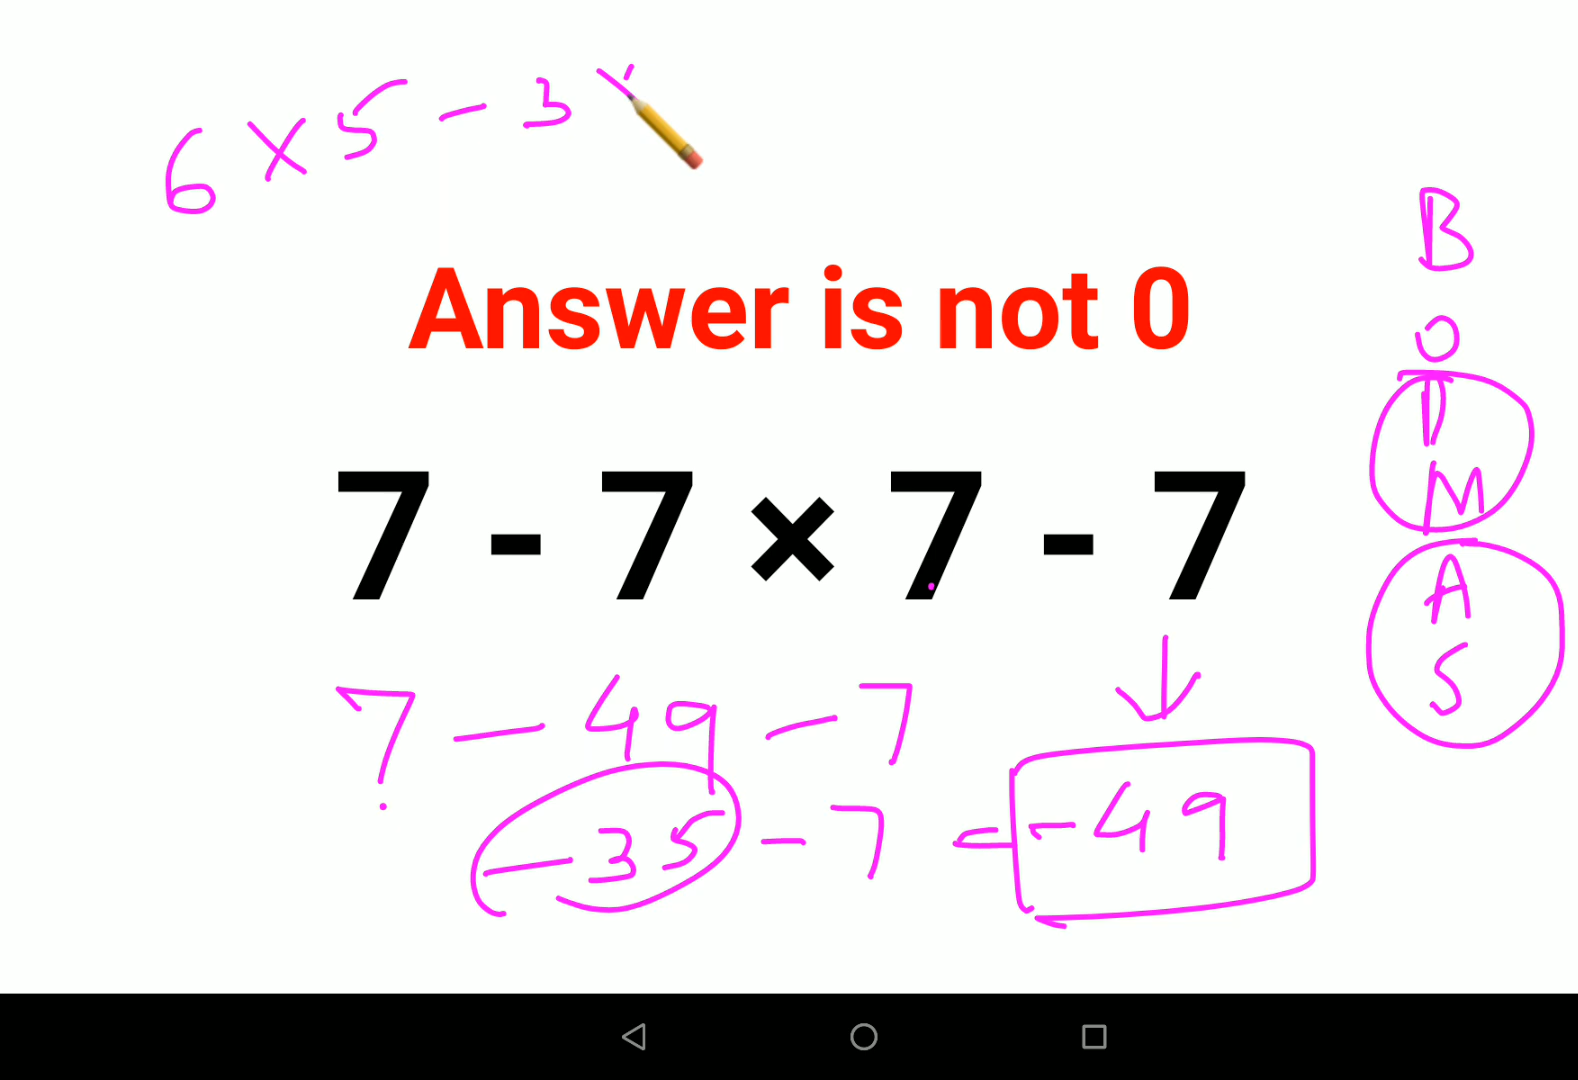 6 × 5 - 3 ×
Answer is not 0
7 - 7 × 7 - 7
7 - 49 - 7
- 35 - 7 = - 49
B
O
D
M
A
S